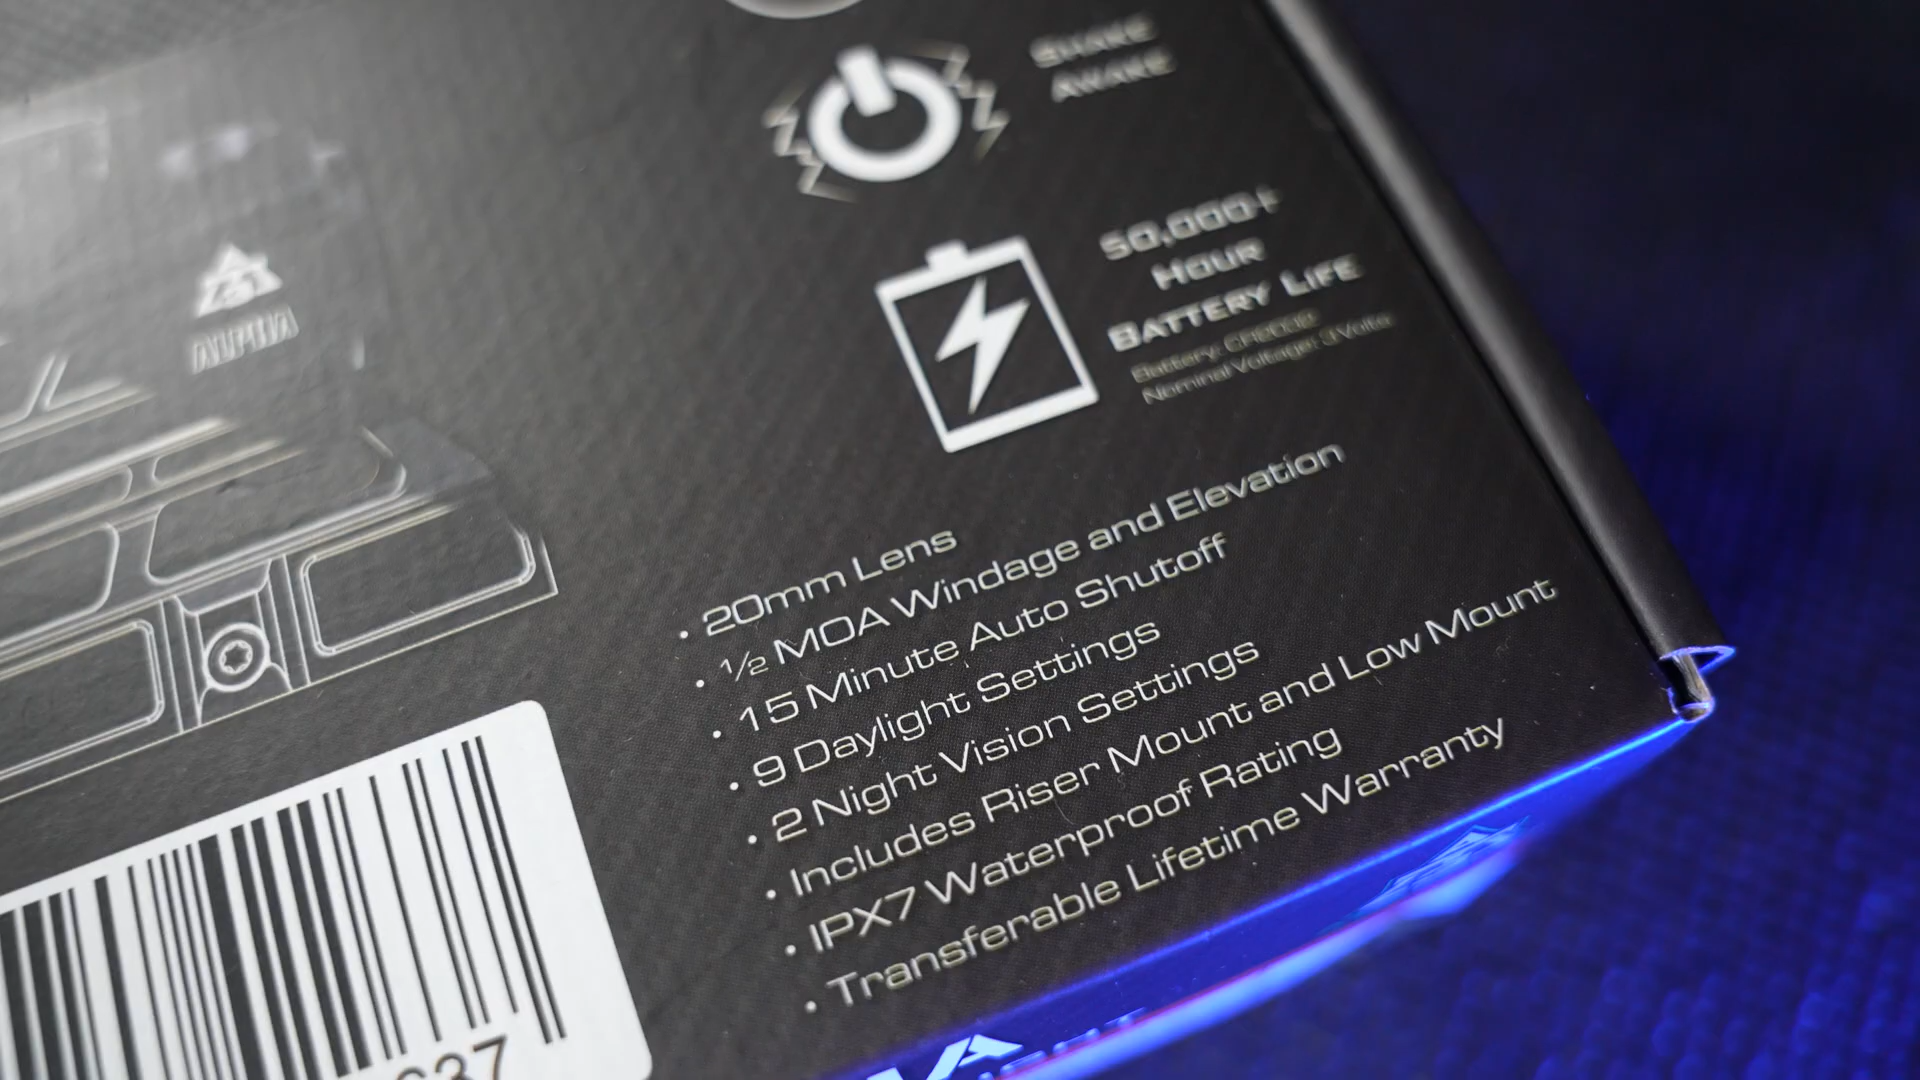 Shake
Awake
50,000+
Hour
Battery Life
Battery: CR2032
Nominal Voltage: 3 Volts
ALPHA
• 20mm Lens
• 1/2 MOA Windage and Elevation
• 15 Minute Auto Shutoff
• 9 Daylight Settings
• 2 Night Vision Settings
• Includes Riser Mount and Low Mount
• IPX7 Waterproof Rating
• Transferable Lifetime Warranty
37